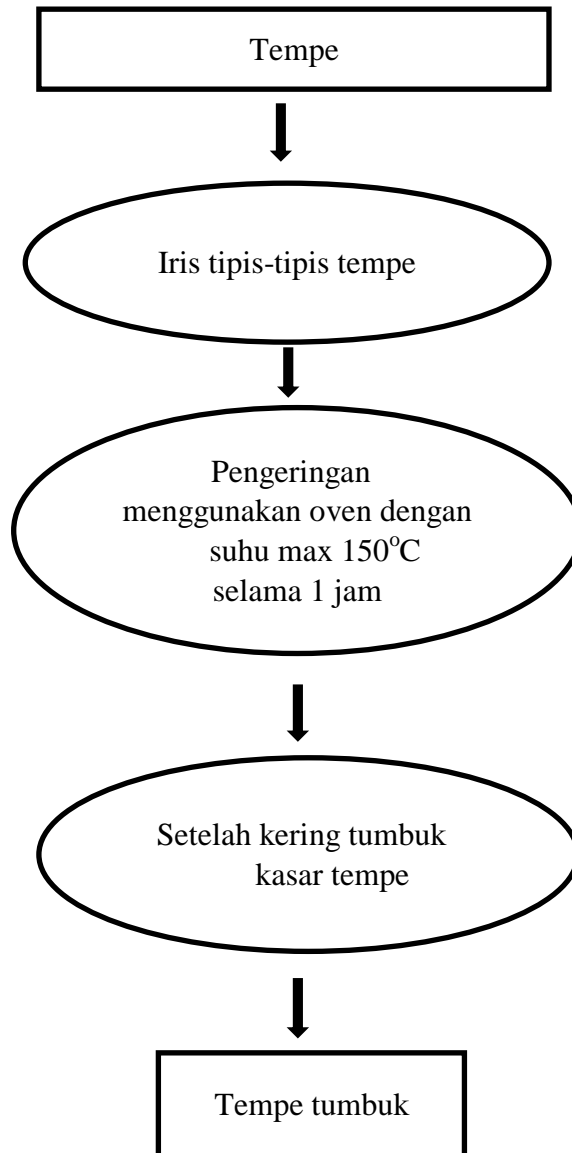 Tempe
Iris tipis-tipis tempe
Pengeringan
menggunakan oven dengan
suhu max 150°C
selama 1 jam
Setelah kering tumbuk
kasar tempe
Tempe tumbuk